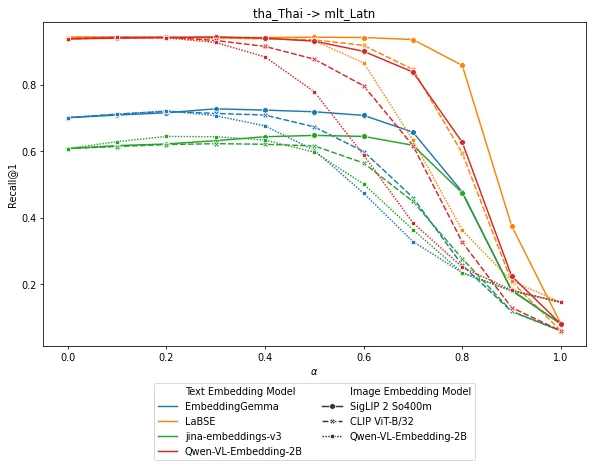 tha_Thai -> mlt_Latn
Recall@1
0.8
0.6
0.4
0.2
0.0 0.2 0.4 0.6 0.8 1.0
α
Text Embedding Model Image Embedding Model
EmbeddingGemma SigLIP 2 So400m
LaBSE CLIP ViT-B/32
jina-embeddings-v3 Qwen-VL-Embedding-2B
Qwen-VL-Embedding-2B